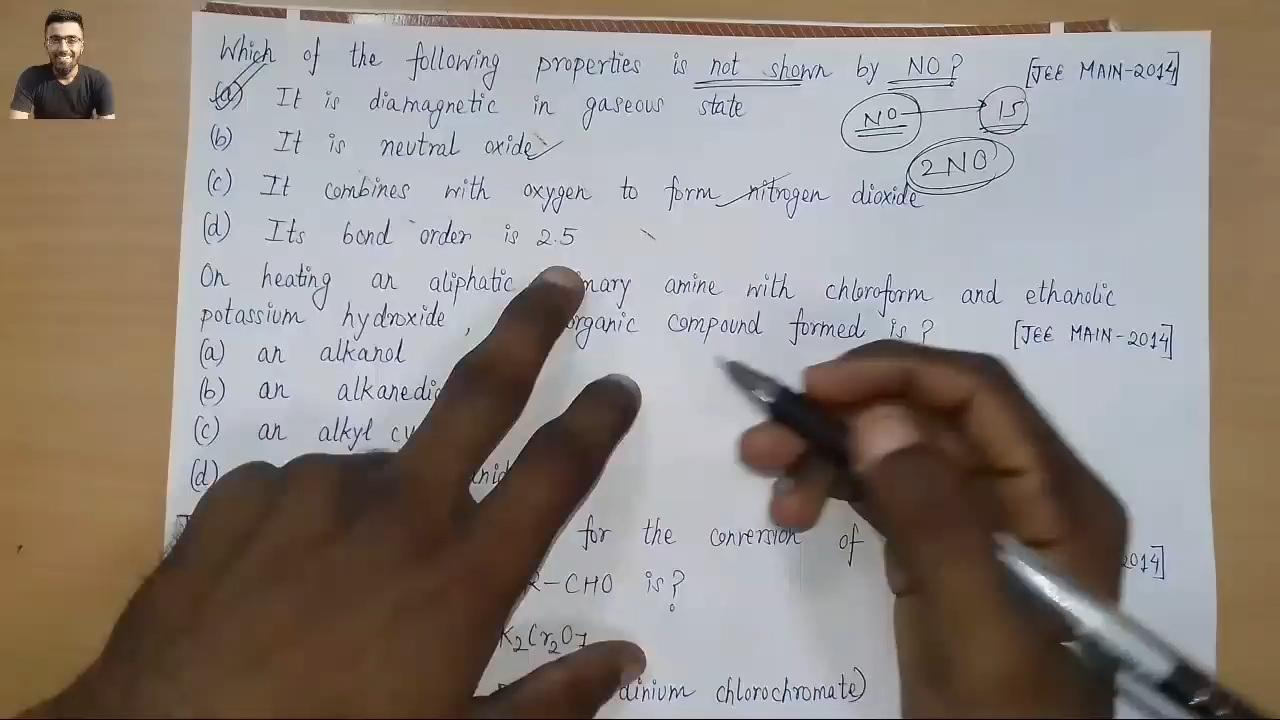 Which of the following properties is not shown by NO? [JEE MAIN-2014]
(a) It is diamagnetic in gaseous state
NO 15
(b) It is neutral oxide
2NO
(c) It combines with oxygen to form nitrogen dioxide
(d) Its bond order is 2.5
On heating an aliphatic amine with chloroform and ethanolic
potassium hydroxide, organic compound formed is? [JEE MAIN-2014]
(a) an alkanol
(b) an
(c) an alkyl
(d)
for the conversion of 2014]
R-CHO is?
K2Cr2O7
chlorochromate)